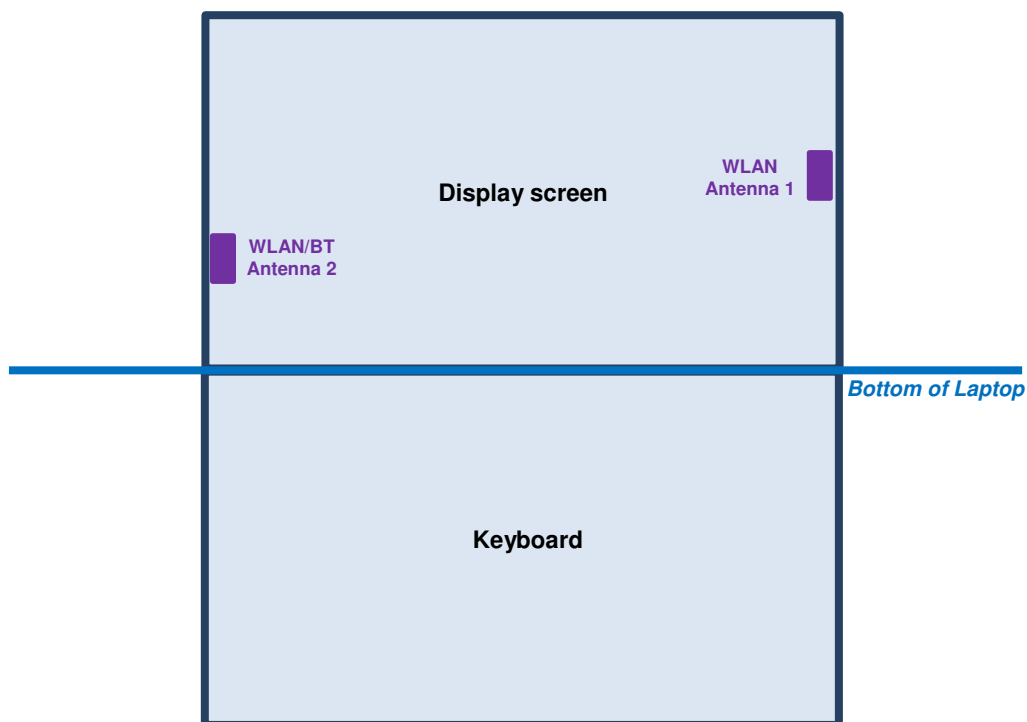 WLAN
Antenna 1
Display screen
WLAN/BT
Antenna 2
Bottom of Laptop
Keyboard